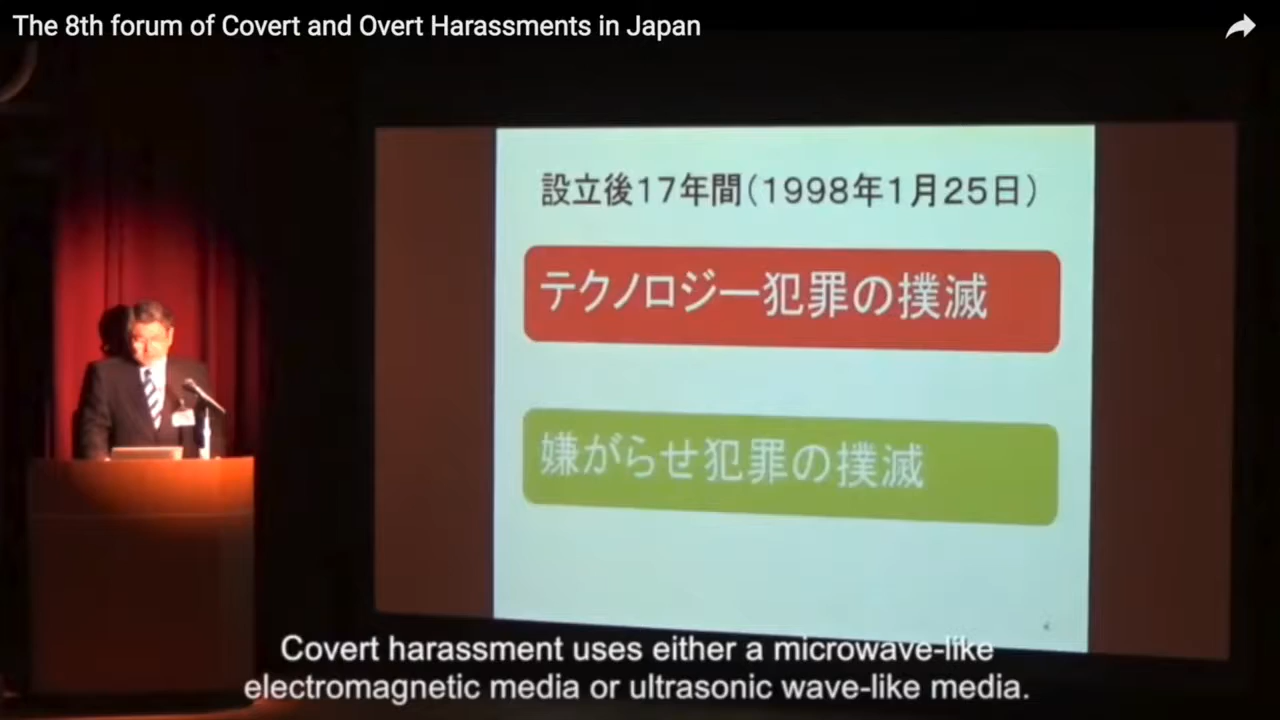 The 8th forum of Covert and Overt Harassments in Japan
設立後17年間(1998年1月25日)
テクノロジー犯罪の撲滅
嫌がらせ犯罪の撲滅
Covert harassment uses either a microwave-like
electromagnetic media or ultrasonic wave-like media.